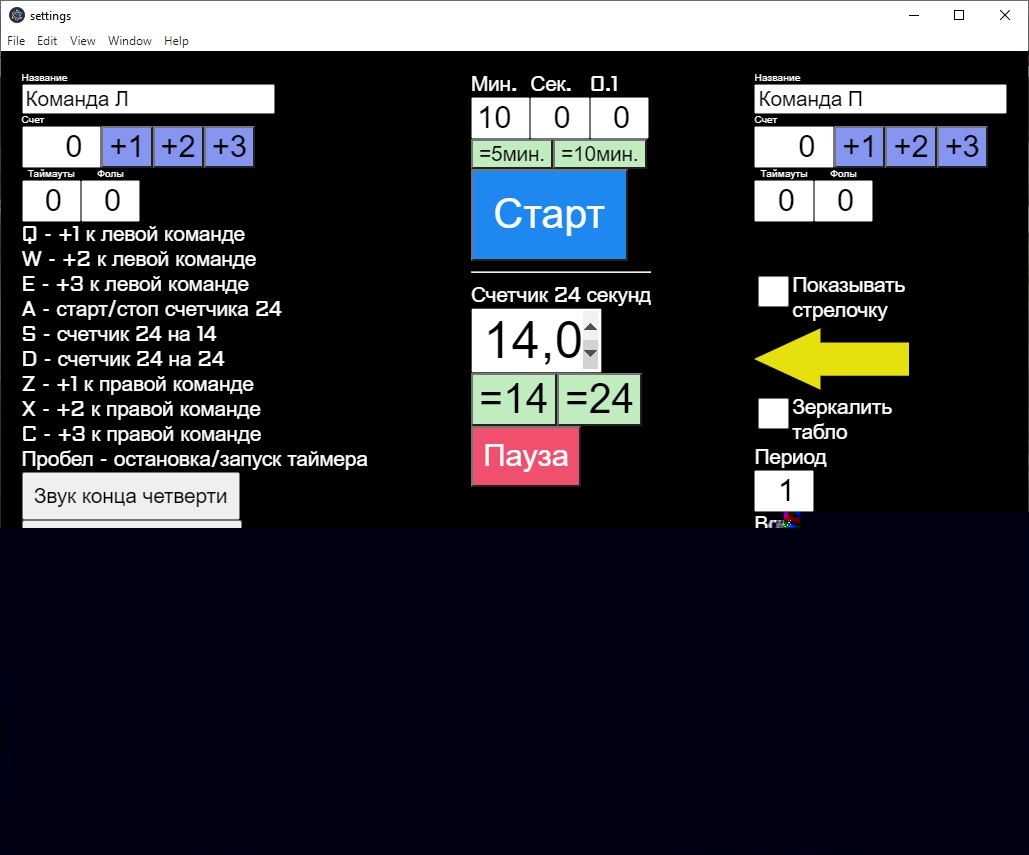 settings
File Edit View Window Help
Название
Команда Л
Счет
0 +1 +2 +3
Таймауты Фолы
0 0
Q - +1 к левой команде
W - +2 к левой команде
E - +3 к левой команде
A - старт/стоп счетчика 24
S - счетчик 24 на 14
D - счетчик 24 на 24
Z - +1 к правой команде
X - +2 к правой команде
C - +3 к правой команде
Пробел - остановка/запуск таймера
Звук конца четверти
Мин. Сек. 0.1
10 0 0
=5мин. =10мин.
Старт
Счетчик 24 секунд
14,0
=14 =24
Пауза
Название
Команда П
Счет
0 +1 +2 +3
Таймауты Фолы
0 0
Показывать
стрелочку
Зеркалить
табло
Период
1